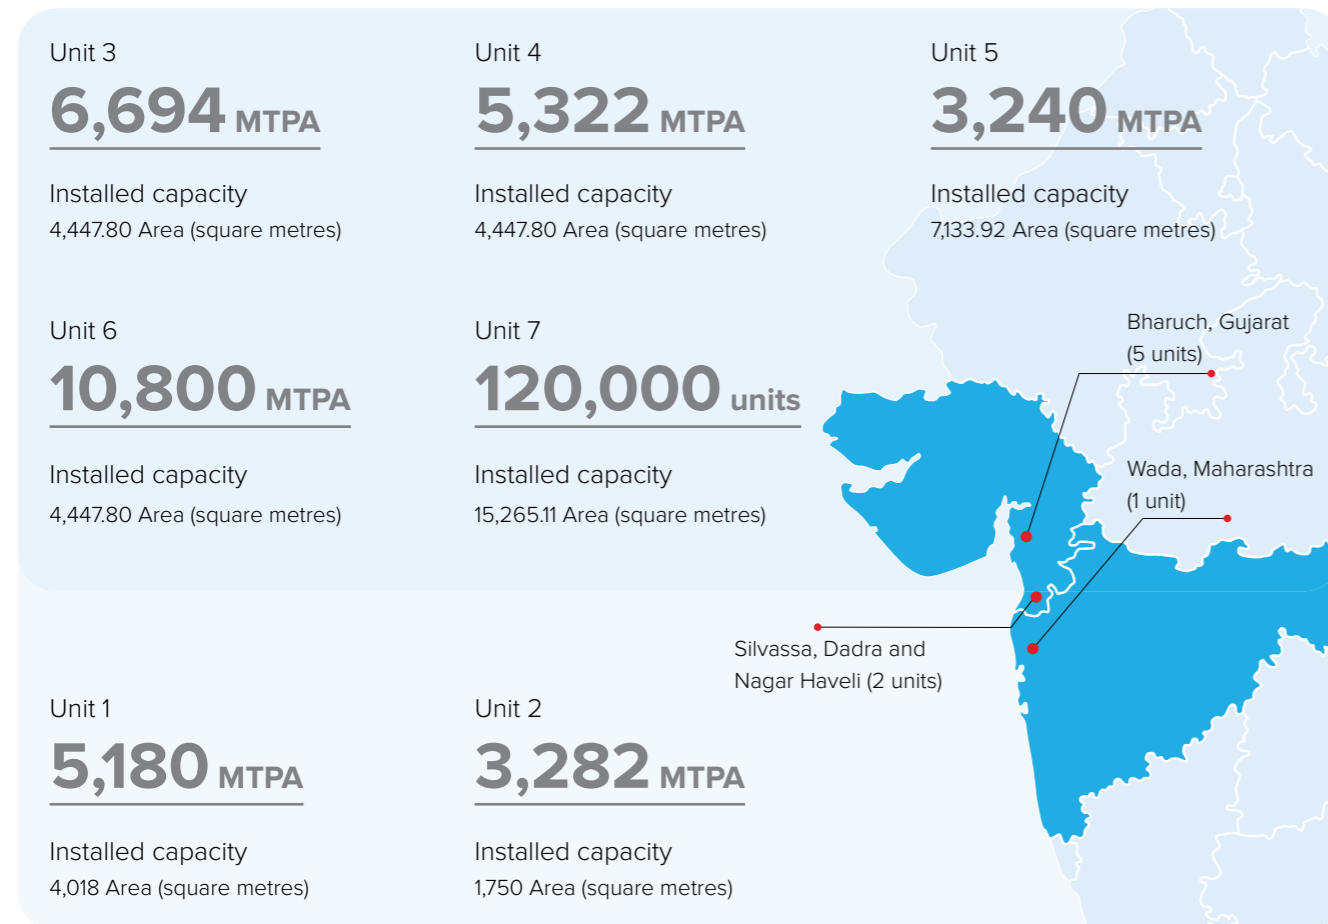 Unit 3
6,694 MTPA
Installed capacity
4,447.80 Area (square metres)
Unit 4
5,322 MTPA
Installed capacity
4,447.80 Area (square metres)
Unit 5
3,240 MTPA
Installed capacity
7,133.92 Area (square metres)
Unit 6
10,800 MTPA
Installed capacity
4,447.80 Area (square metres)
Unit 7
120,000 units
Installed capacity
15,265.11 Area (square metres)
Bharuch, Gujarat
(5 units)
Wada, Maharashtra
(1 unit)
Silvassa, Dadra and
Nagar Haveli (2 units)
Unit 1
5,180 MTPA
Installed capacity
4,018 Area (square metres)
Unit 2
3,282 MTPA
Installed capacity
1,750 Area (square metres)